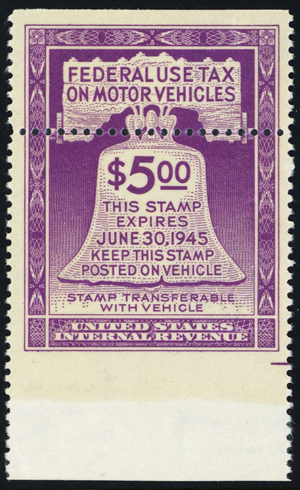 FEDERAL USE TAX
ON MOTOR VEHICLES
$5.00
THIS STAMP
EXPIRES
JUNE 30, 1945
KEEP THIS STAMP
POSTED ON VEHICLE
STAMP TRANSFERABLE
WITH VEHICLE
UNITED STATES
INTERNAL REVENUE